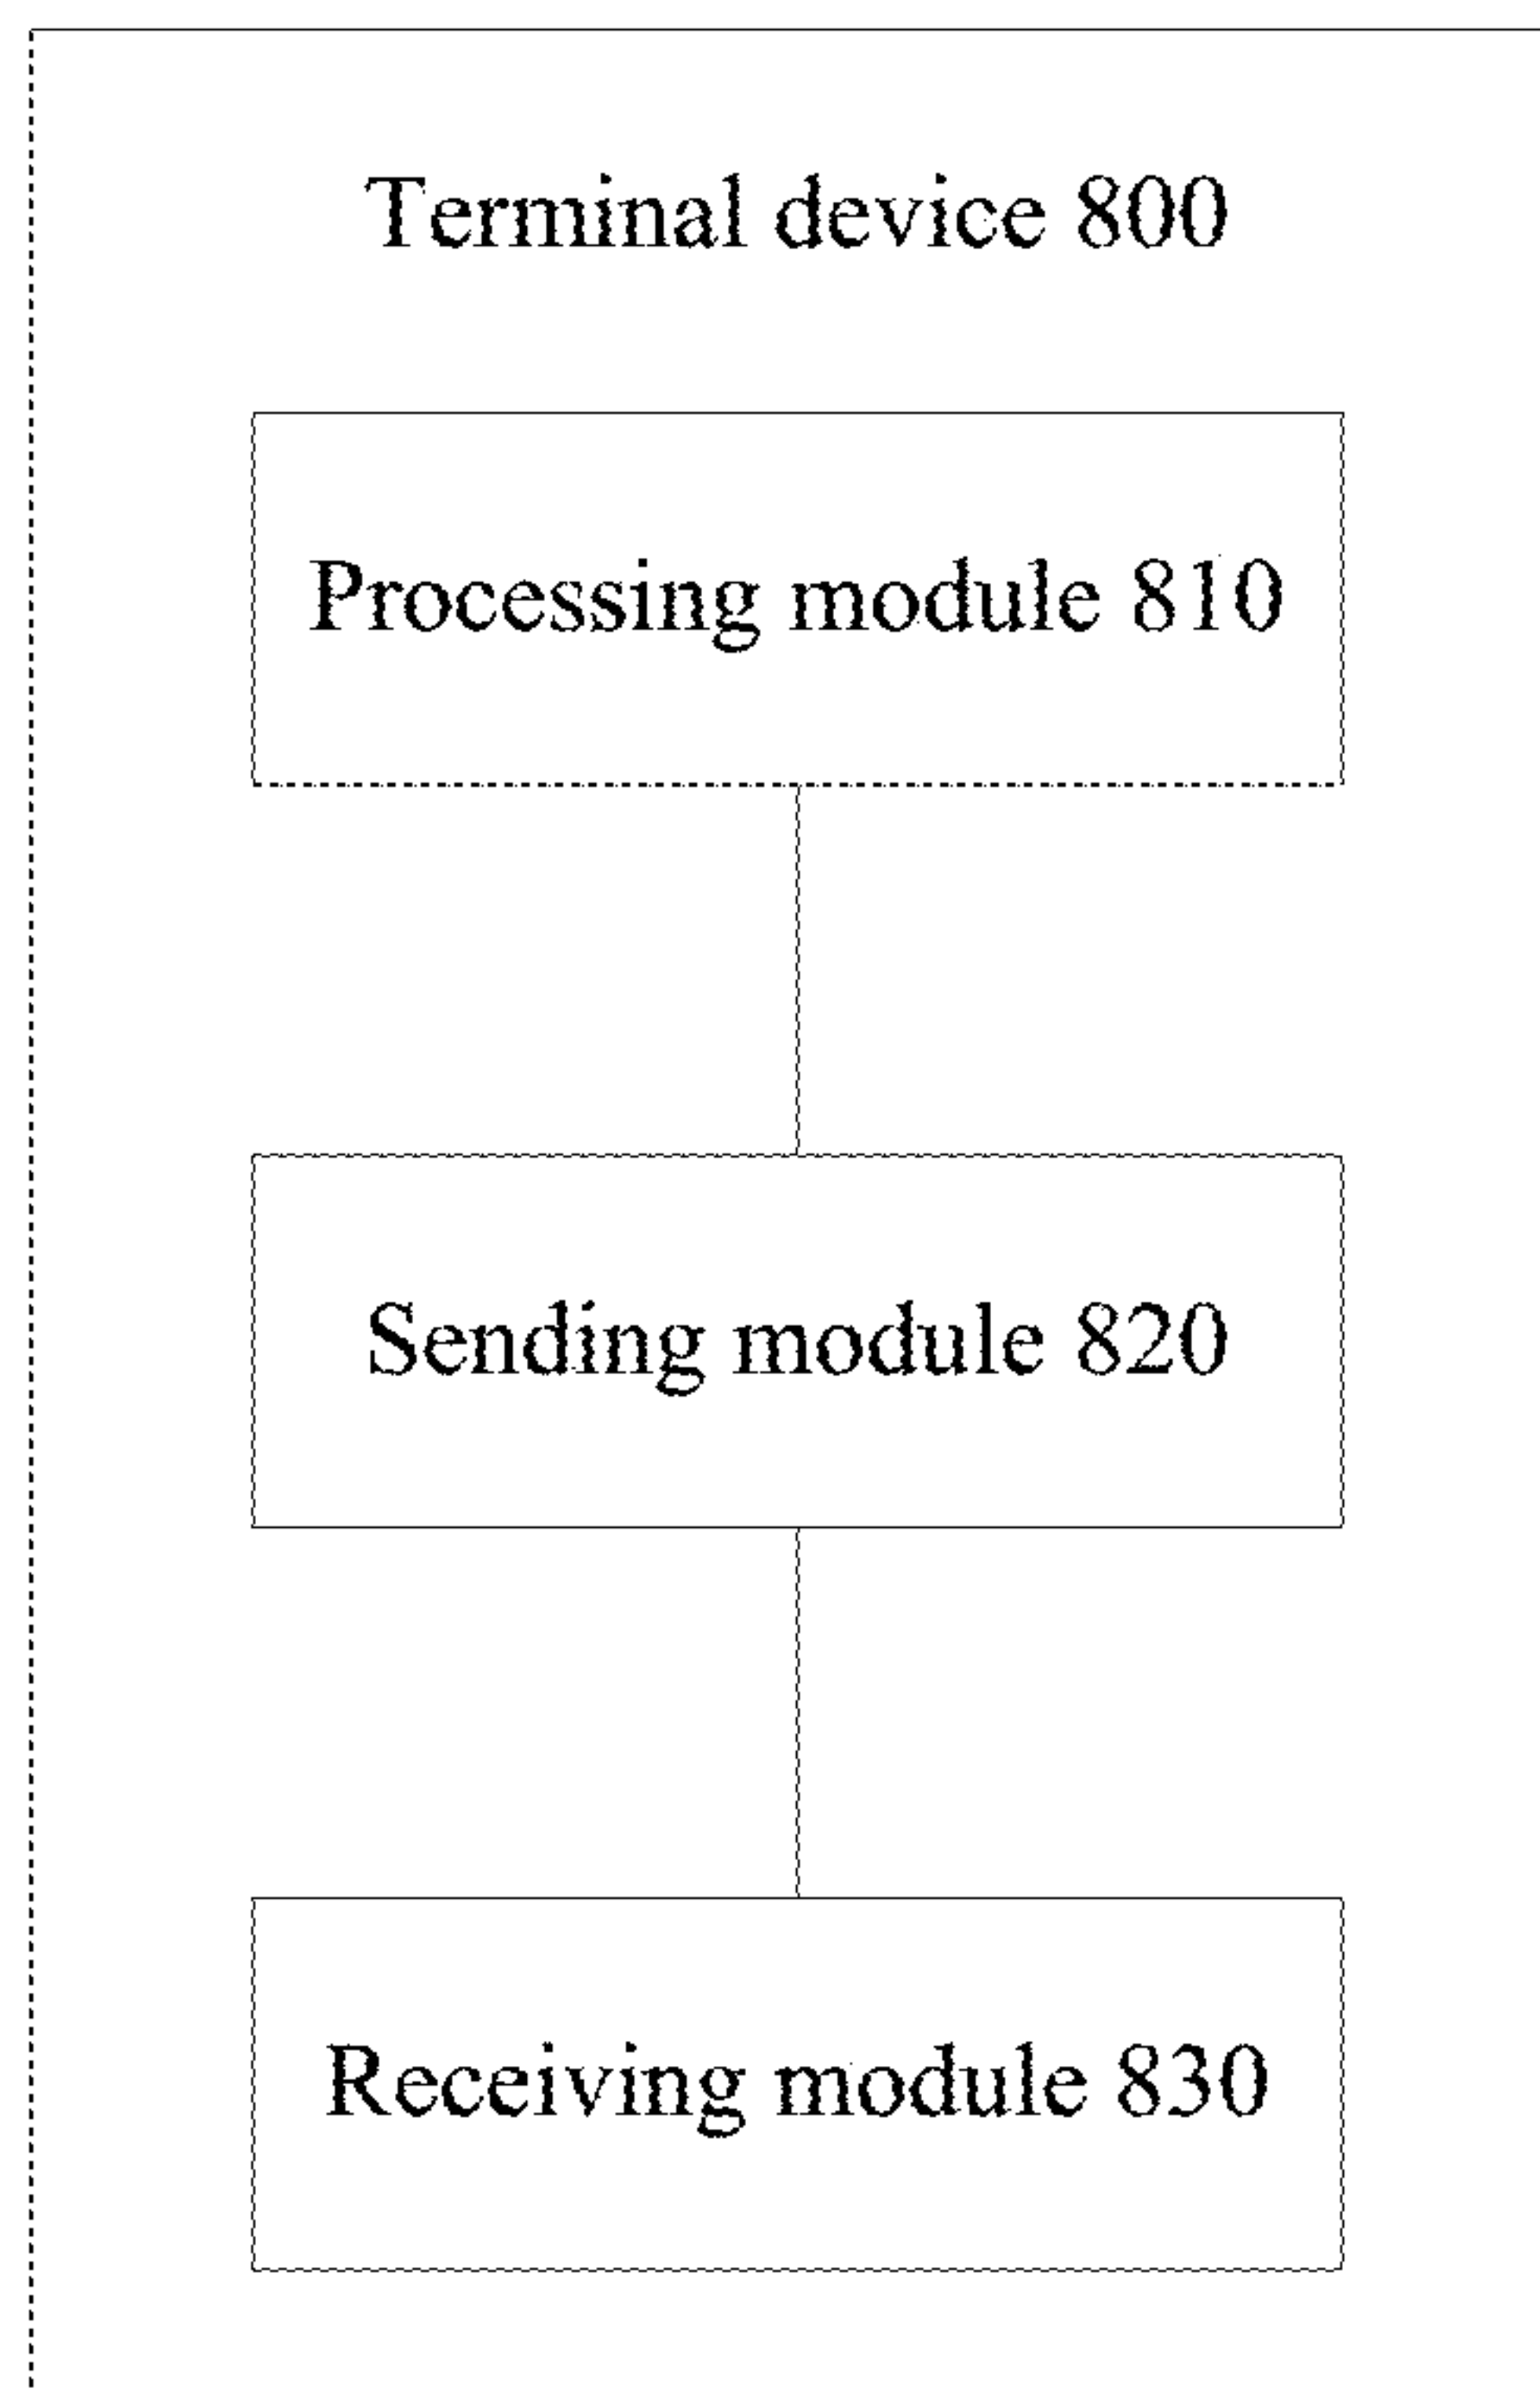 Terminal device 800
Processing module 810
Sending module 820
Receiving module 830